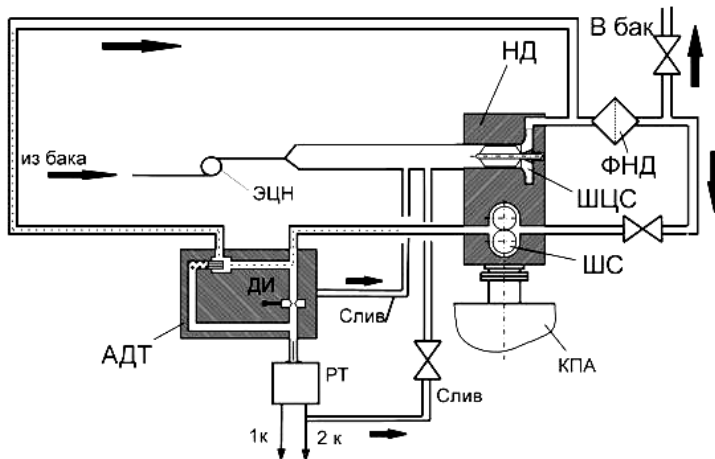 В бак
НД
из бака
ЭЦН
ФНД
ШЦС
ШС
ДИ
Слив
АДТ
КПА
РТ
Слив
1к
2 к